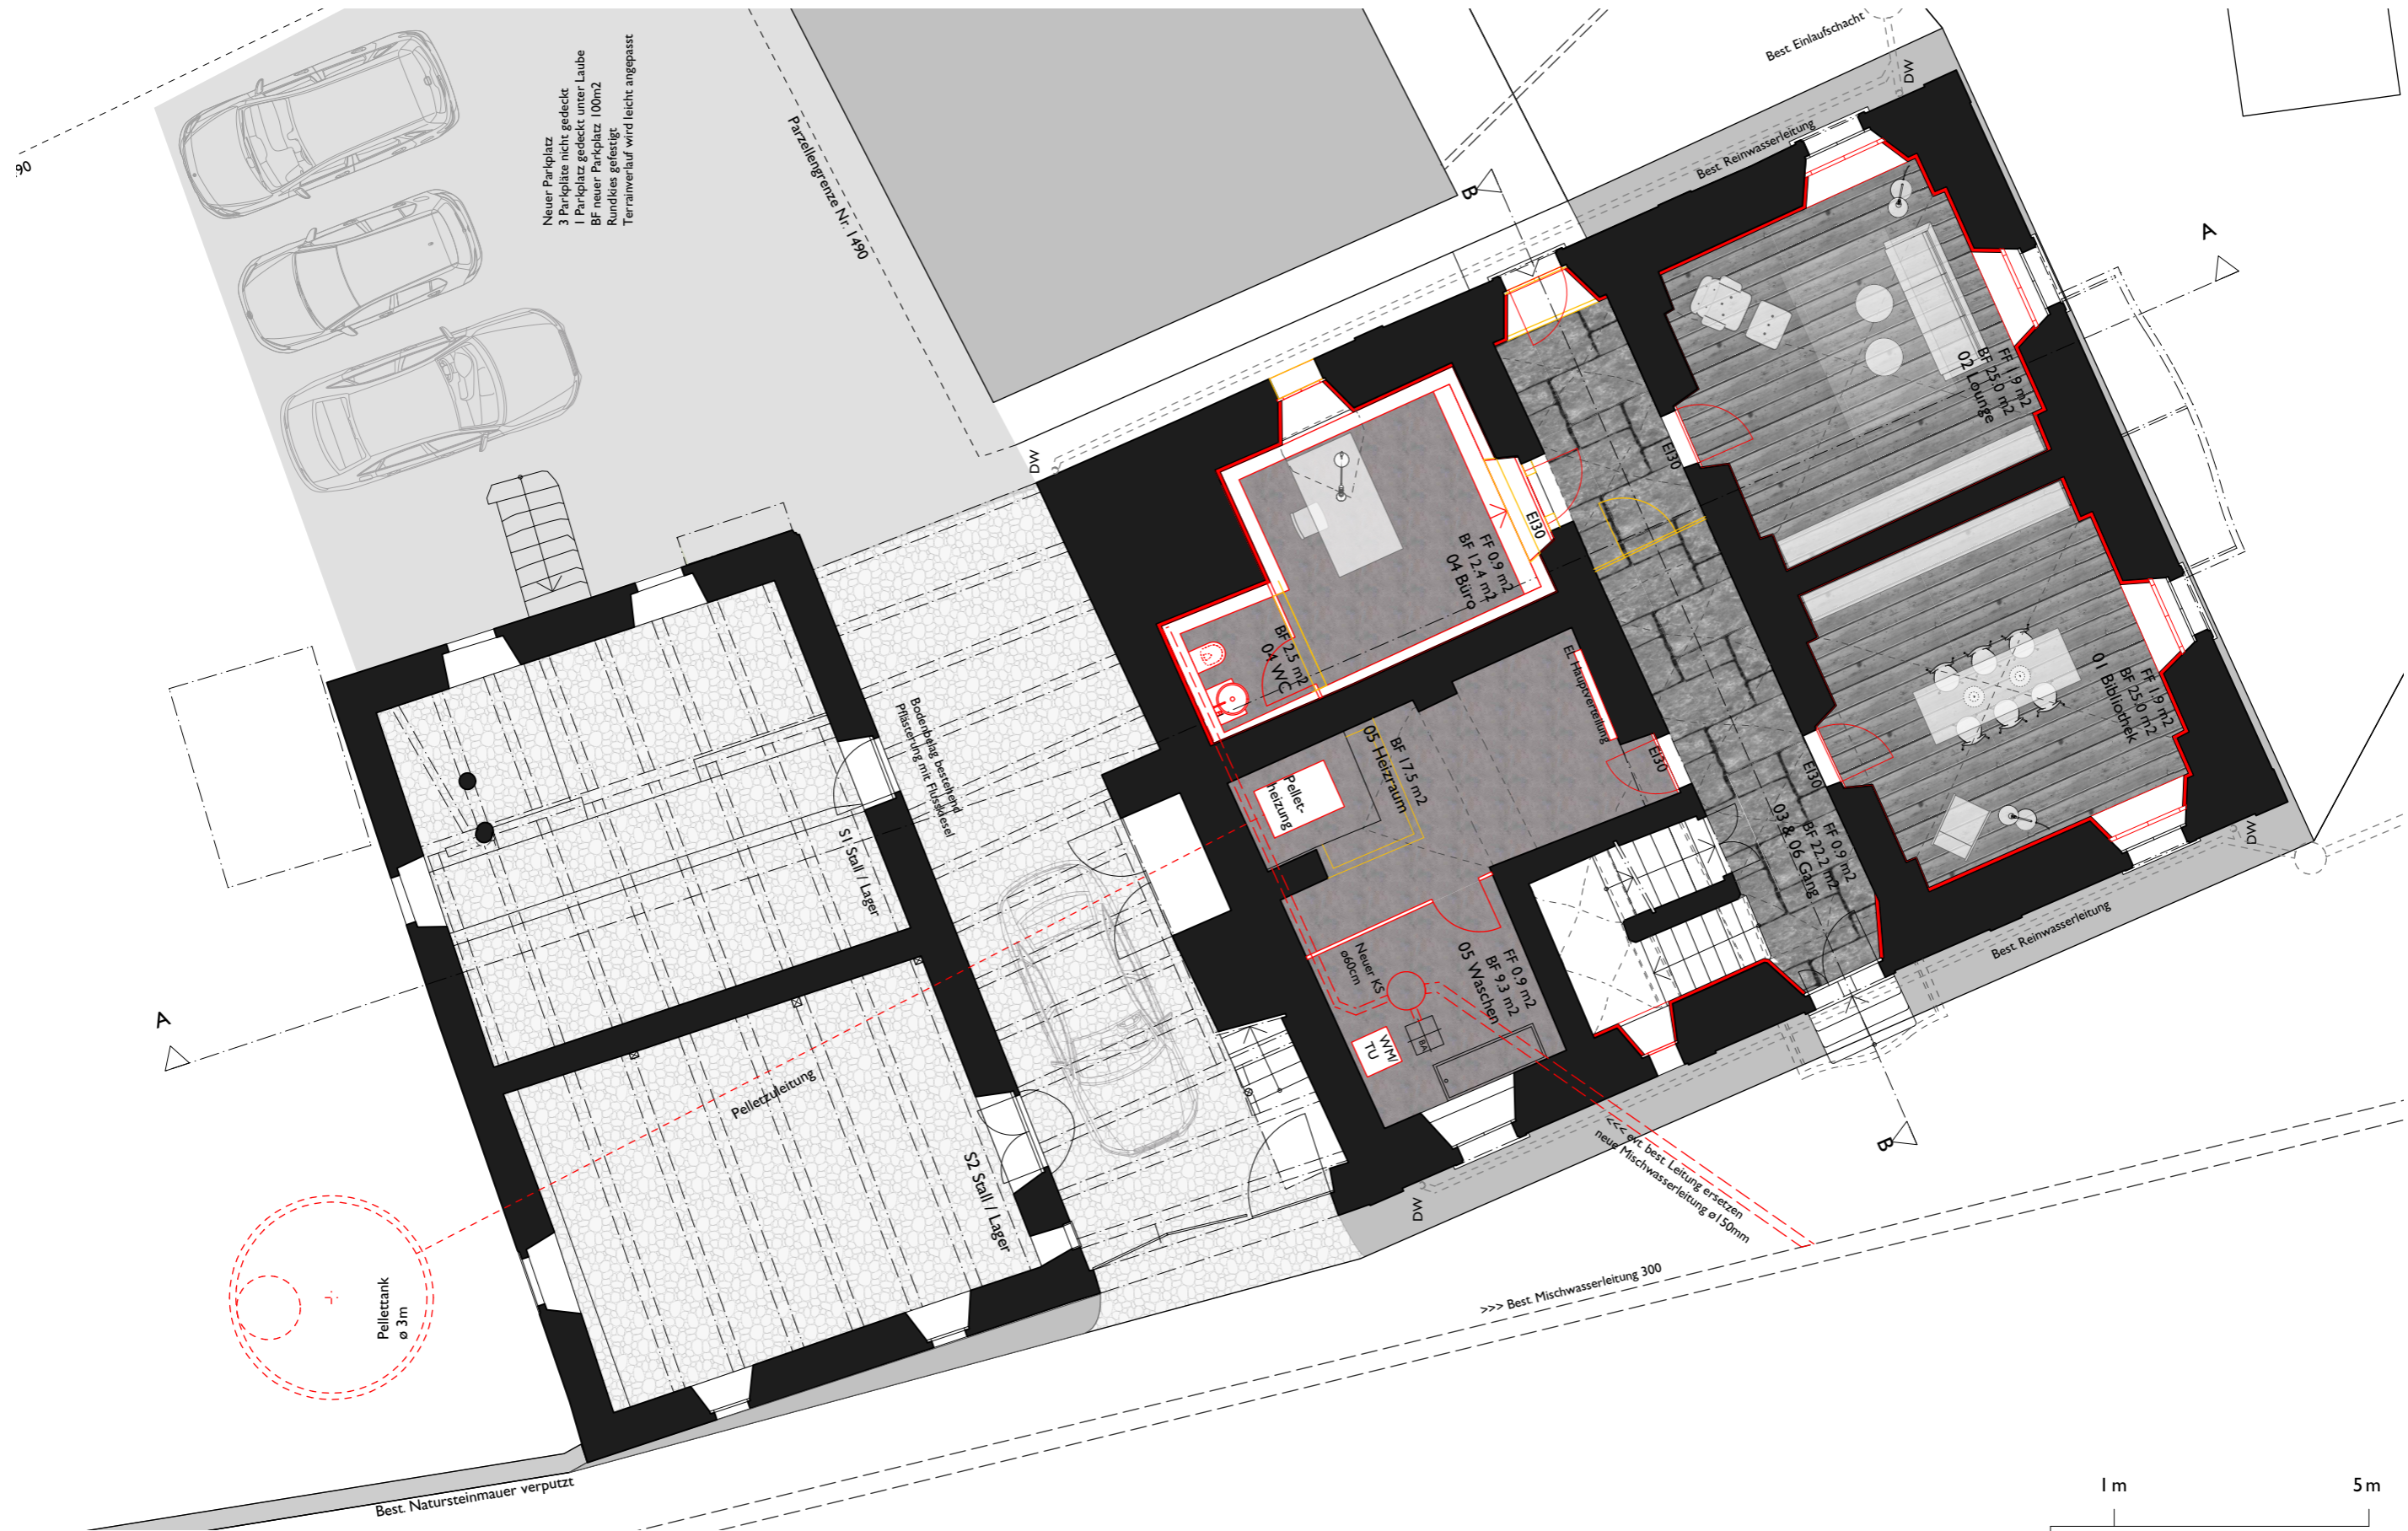 :90
Neuer Parkplatz
3 Parkpläte nicht gedeckt
1 Parkplatz gedeckt unter Laube
BF neuer Parkplatz 100m2
Rundkies gefestigt
Terrainverlauf wird leicht angepasst
Parzellengrenze Nr. 1490
Best. Einlaufschacht
DW
Best. Reinwasserleitung
B
A
FF 1.9 m2
BF 25.0 m2
02 Lounge
EI30
DW
EI30
FF 0.9 m2
BF 12.4 m2
04 Büro
BF 2.5 m2
04 WC
EL Hauptverteilung
EI30
FF 1.9 m2
BF 25.0 m2
01 Bibliothek
EI30
Bodenbelag bestehend
Pflästerung mit Flusskiesel
BF 17.5 m2
05 Heizraum
Pellet-
heizung
FF 0.9 m2
BF 22.2 m2
03 & 06 Gang
DW
S1 Stall / Lager
Best. Reinwasserleitung
Neuer KS
ø60cm
FF 0.9 m2
BF 9.3 m2
05 Waschen
A
WM/
TU
BA
Pelletzuleitung
B
S2 Stall / Lager
<<< evt. best. Leitung ersetzen
neue Mischwasserleitung ø150mm
DW
>>> Best. Mischwasserleitung 300
Pellettank
ø 3m
Best. Natursteinmauer verputzt
1 m
5 m